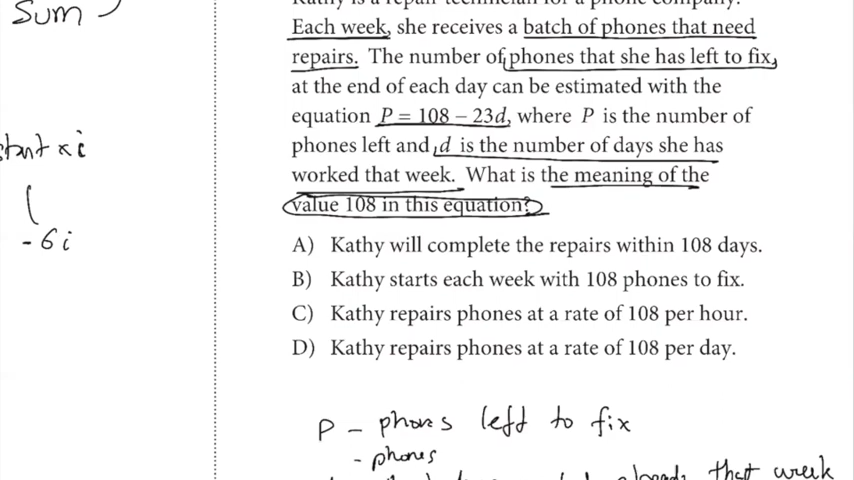 Sum
Kathy is a repair technician for a phone company.
Each week, she receives a batch of phones that need
repairs. The number of phones that she has left to fix
at the end of each day can be estimated with the
equation P = 108 − 23d, where P is the number of
phones left and d is the number of days she has
worked that week. What is the meaning of the
value 108 in this equation?
xi
- 6i
A) Kathy will complete the repairs within 108 days.
B) Kathy starts each week with 108 phones to fix.
C) Kathy repairs phones at a rate of 108 per hour.
D) Kathy repairs phones at a rate of 108 per day.
P – phones left to fix
- phones
that week